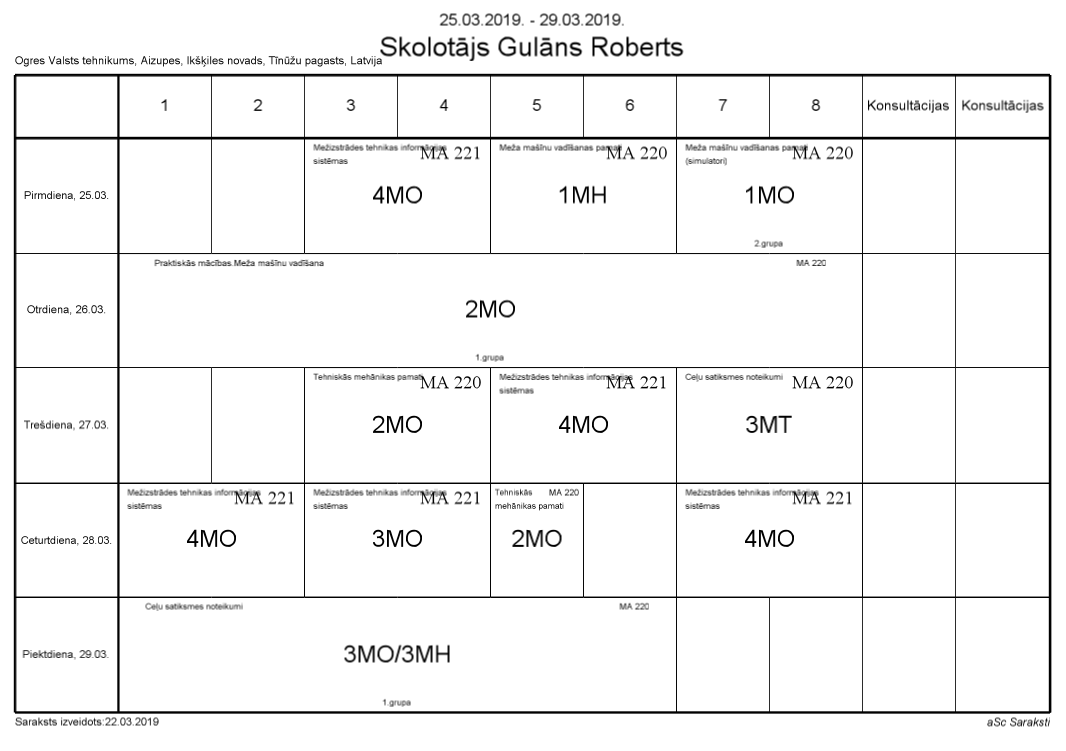 25.03.2019. - 29.03.2019.
Skolotājs Gulāns Roberts
Ogres Valsts tehnikums, Aizupes, Ikšķiles novads, Tīnūžu pagasts, Latvija
1 2 3 4 5 6 7 8 Konsultācijas Konsultācijas
Pirmdiena, 25.03.
Mežizstrādes tehnikas informācijas MA 221
sistēmas
4MO
Meža mašīnu vadīšanas pamati MA 220
1MH
Meža mašīnu vadīšanas pamati MA 220
(simulatori)
1MO
2.grupa
Otrdiena, 26.03.
Praktiskās mācības.Meža mašīnu vadīšana MA 220
2MO
1.grupa
Trešdiena, 27.03.
Tehniskās mehānikas pamati MA 220
2MO
Mežizstrādes tehnikas informācijas MA 221
sistēmas
4MO
Ceļu satiksmes noteikumi MA 220
3MT
Ceturtdiena, 28.03.
Mežizstrādes tehnikas informācijas MA 221
sistēmas
4MO
Mežizstrādes tehnikas informācijas MA 221
sistēmas
3MO
Tehniskās MA 220
mehānikas pamati
2MO
Mežizstrādes tehnikas informācijas MA 221
sistēmas
4MO
Piektdiena, 29.03.
Ceļu satiksmes noteikumi MA 220
3MO/3MH
1.grupa
Saraksts izveidots:22.03.2019
aSc Saraksti